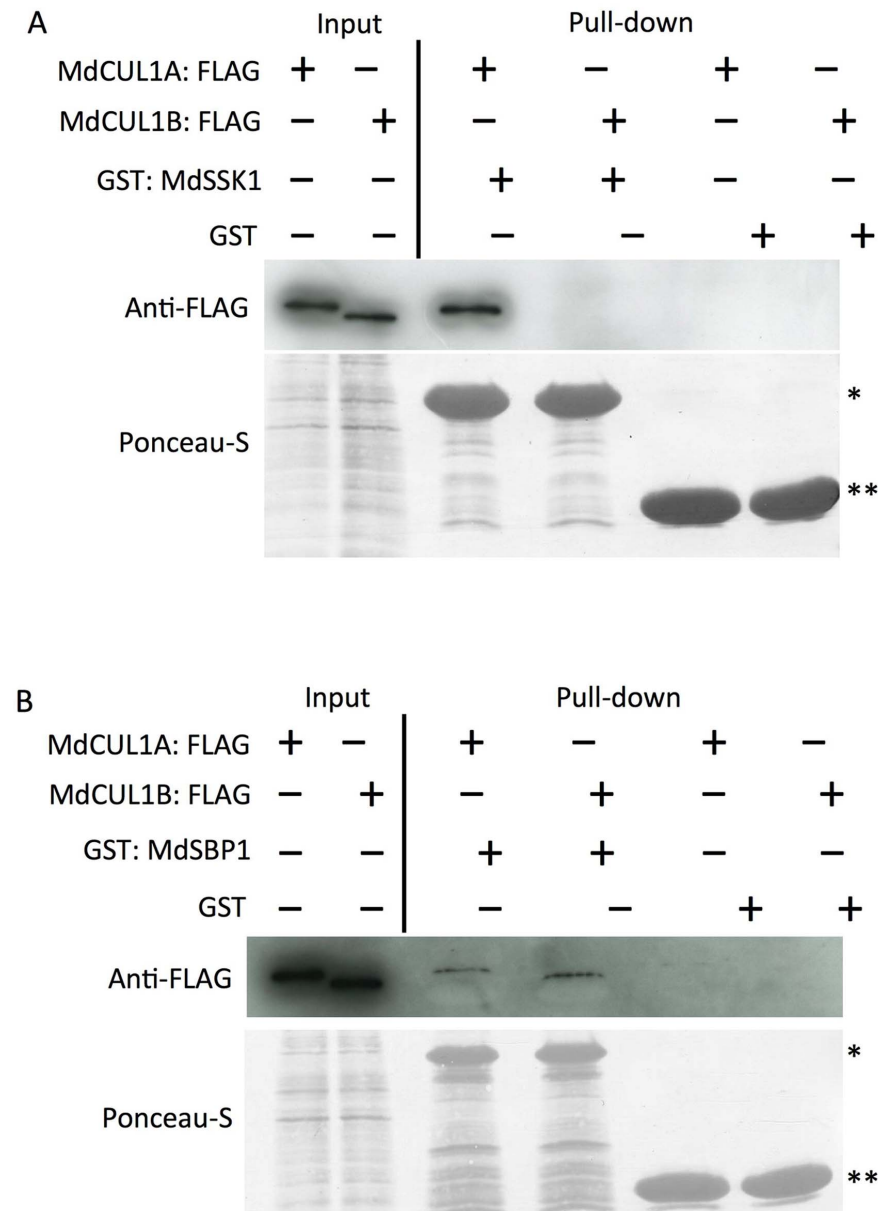 A
Input Pull-down
MdCUL1A: FLAG + − + − + −
MdCUL1B: FLAG − + − + − +
GST: MdSSK1 − − + + − −
GST − − − − + +
Anti-FLAG
*
Ponceau-S
**
B
Input Pull-down
MdCUL1A: FLAG + − + − + −
MdCUL1B: FLAG − + − + − +
GST: MdSBP1 − − + + − −
GST − − − − + +
Anti-FLAG
*
Ponceau-S
**